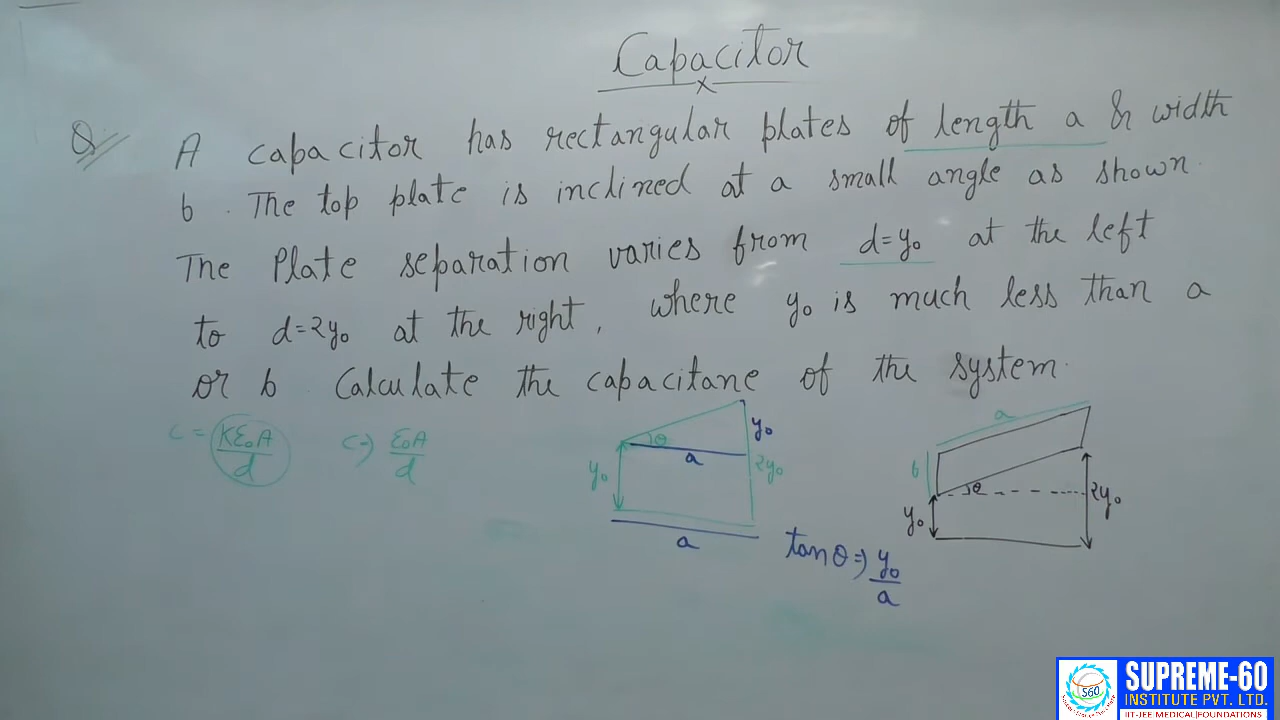 Capacitor
x
Q A capacitor has rectangular plates of length a & width
b. The top plate is inclined at a small angle as shown.
The Plate separation varies from d=y₀ at the left
to d=2y₀ at the right, where y₀ is much less than a
or b. Calculate the capacitane of the system.
C = Kε₀A/d C ⇒ ε₀A/d
y₀ θ a y₀ 2y₀
a
tanθ ⇒ y₀/a
a
b θ
y₀ 2y₀
S60
SUPREME-60
INSTITUTE PVT. LTD.
IIT-JEE|MEDICAL|FOUNDATIONS